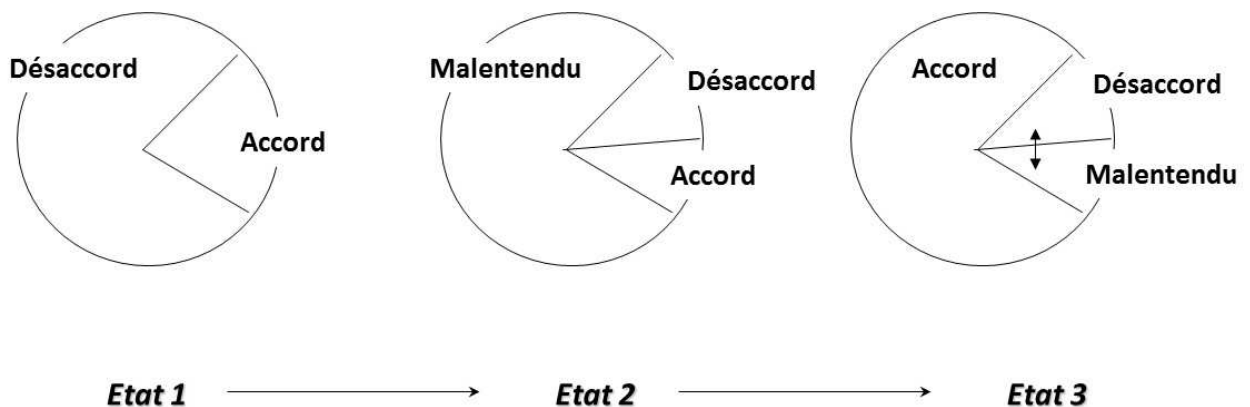 Désaccord
Accord
Malentendu
Désaccord
Accord
Accord
Désaccord
Malentendu
Etat 1
Etat 2
Etat 3